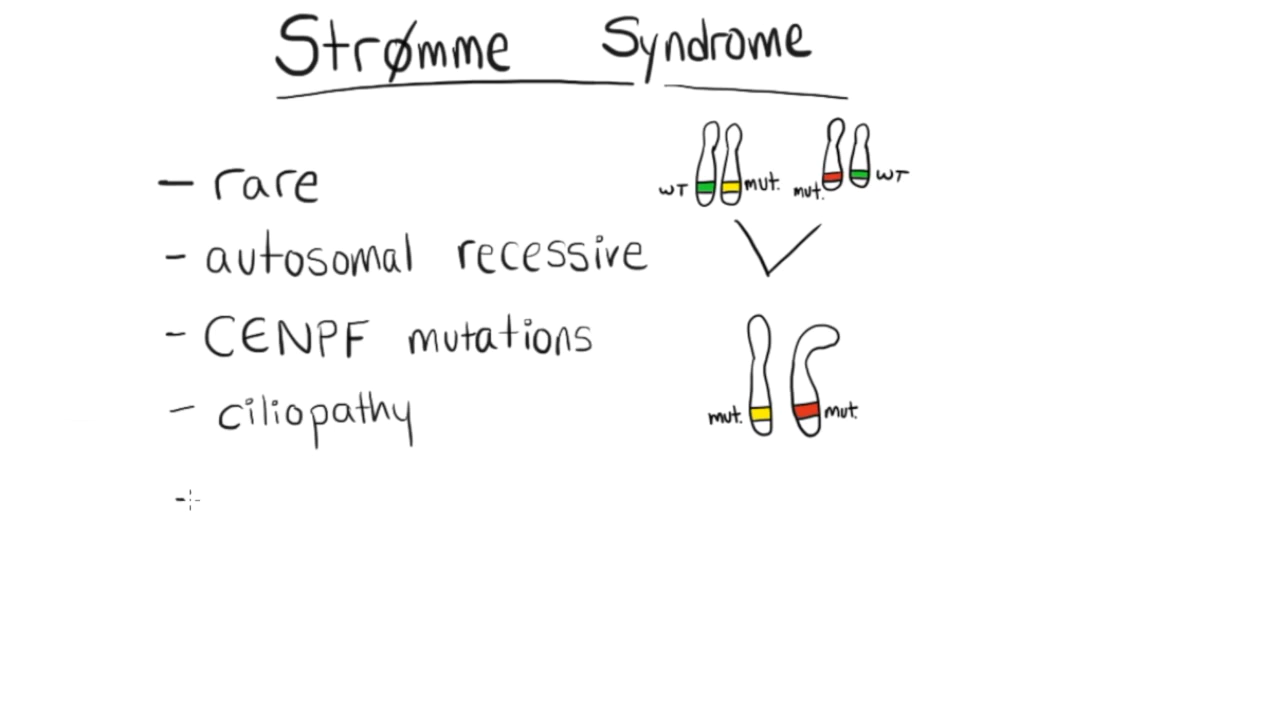 Strømme Syndrome
- rare
- autosomal recessive
- CENPF mutations
- ciliopathy
-
WT mut. mut. WT
mut. mut.